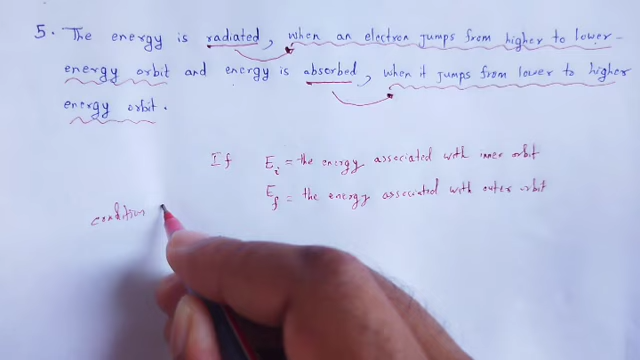 5. The energy is radiated, when an electron jumps from higher to lower-
energy orbit and energy is absorbed, when it jumps from lower to higher
energy orbit.
If E_i = the energy associated with inner orbit
E_f = the energy associated with outer orbit
condition